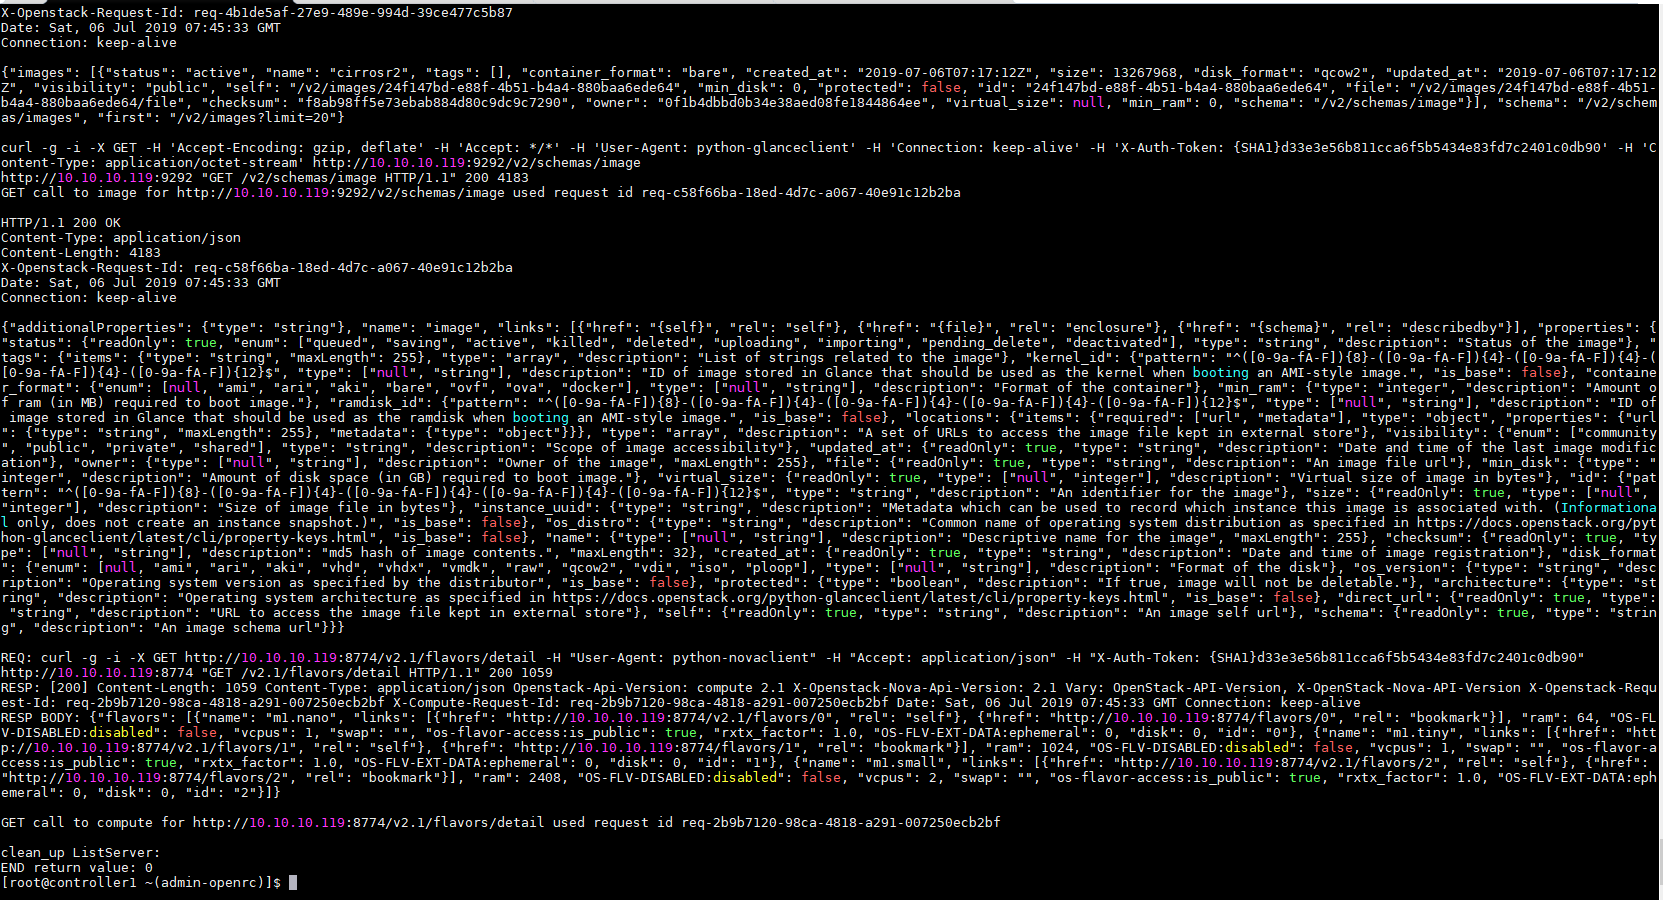 X-Openstack-Request-Id: req-4b1de5af-27e9-489e-994d-39ce477c5b87
Date: Sat, 06 Jul 2019 07:45:33 GMT
Connection: keep-alive
{"images": [{"status": "active", "name": "cirrosr2", "tags": [], "container_format": "bare", "created_at": "2019-07-06T07:17:12Z", "size": 13267968, "disk_format": "qcow2", "updated_at": "2019-07-06T07:17:12
Z", "visibility": "public", "self": "/v2/images/24f147bd-e88f-4b51-b4a4-880baa6ede64", "min_disk": 0, "protected": false, "id": "24f147bd-e88f-4b51-b4a4-880baa6ede64", "file": "/v2/images/24f147bd-e88f-4b51-
b4a4-880baa6ede64/file", "checksum": "f8ab98ff5e73ebab884d80c9dc9c7290", "owner": "0f1b4dbbd0b34e38aed08fe1844864ee", "virtual_size": null, "min_ram": 0, "schema": "/v2/schemas/image"}], "schema": "/v2/schem
as/images", "first": "/v2/images?limit=20"}
curl -g -i -X GET -H 'Accept-Encoding: gzip, deflate' -H 'Accept: */*' -H 'User-Agent: python-glanceclient' -H 'Connection: keep-alive' -H 'X-Auth-Token: {SHA1}d33e3e56b811cca6f5b5434e83fd7c2401c0db90' -H 'C
ontent-Type: application/octet-stream' http://10.10.10.119:9292/v2/schemas/image
http://10.10.10.119:9292 "GET /v2/schemas/image HTTP/1.1" 200 4183
GET call to image for http://10.10.10.119:9292/v2/schemas/image used request id req-c58f66ba-18ed-4d7c-a067-40e91c12b2ba
HTTP/1.1 200 OK
Content-Type: application/json
Content-Length: 4183
X-Openstack-Request-Id: req-c58f66ba-18ed-4d7c-a067-40e91c12b2ba
Date: Sat, 06 Jul 2019 07:45:33 GMT
Connection: keep-alive
{"additionalProperties": {"type": "string"}, "name": "image", "links": [{"href": "{self}", "rel": "self"}, {"href": "{file}", "rel": "enclosure"}, {"href": "{schema}", "rel": "describedby"}], "properties": {
"status": {"readOnly": true, "enum": ["queued", "saving", "active", "killed", "deleted", "uploading", "importing", "pending_delete", "deactivated"], "type": "string", "description": "Status of the image"}, "
tags": {"items": {"type": "string", "maxLength": 255}, "type": "array", "description": "List of strings related to the image"}, "kernel_id": {"pattern": "^([0-9a-fA-F]){8}-([0-9a-fA-F]){4}-([0-9a-fA-F]){4}-(
[0-9a-fA-F]){4}-([0-9a-fA-F]){12}$", "type": ["null", "string"], "description": "ID of image stored in Glance that should be used as the kernel when booting an AMI-style image.", "is_base": false}, "containe
r_format": {"enum": [null, "ami", "ari", "aki", "bare", "ovf", "ova", "docker"], "type": ["null", "string"], "description": "Format of the container"}, "min_ram": {"type": "integer", "description": "Amount o
f ram (in MB) required to boot image."}, "ramdisk_id": {"pattern": "^([0-9a-fA-F]){8}-([0-9a-fA-F]){4}-([0-9a-fA-F]){4}-([0-9a-fA-F]){4}-([0-9a-fA-F]){12}$", "type": ["null", "string"], "description": "ID of
 image stored in Glance that should be used as the ramdisk when booting an AMI-style image.", "is_base": false}, "locations": {"items": {"required": ["url", "metadata"], "type": "object", "properties": {"url
": {"type": "string", "maxLength": 255}, "metadata": {"type": "object"}}}, "type": "array", "description": "A set of URLs to access the image file kept in external store"}, "visibility": {"enum": ["community
", "public", "private", "shared"], "type": "string", "description": "Scope of image accessibility"}, "updated_at": {"readOnly": true, "type": "string", "description": "Date and time of the last image modific
ation"}, "owner": {"type": ["null", "string"], "description": "Owner of the image", "maxLength": 255}, "file": {"readOnly": true, "type": "string", "description": "An image file url"}, "min_disk": {"type": "
integer", "description": "Amount of disk space (in GB) required to boot image."}, "virtual_size": {"readOnly": true, "type": ["null", "integer"], "description": "Virtual size of image in bytes"}, "id": {"pat
tern": "^([0-9a-fA-F]){8}-([0-9a-fA-F]){4}-([0-9a-fA-F]){4}-([0-9a-fA-F]){4}-([0-9a-fA-F]){12}$", "type": "string", "description": "An identifier for the image"}, "size": {"readOnly": true, "type": ["null", 
"integer"], "description": "Size of image file in bytes"}, "instance_uuid": {"type": "string", "description": "Metadata which can be used to record which instance this image is associated with. (Informationa
l only, does not create an instance snapshot.)", "is_base": false}, "os_distro": {"type": "string", "description": "Common name of operating system distribution as specified in https://docs.openstack.org/pyt
hon-glanceclient/latest/cli/property-keys.html", "is_base": false}, "name": {"type": ["null", "string"], "description": "Descriptive name for the image", "maxLength": 255}, "checksum": {"readOnly": true, "ty
pe": ["null", "string"], "description": "md5 hash of image contents.", "maxLength": 32}, "created_at": {"readOnly": true, "type": "string", "description": "Date and time of image registration"}, "disk_format
": {"enum": [null, "ami", "ari", "aki", "vhd", "vhdx", "vmdk", "raw", "qcow2", "vdi", "iso", "ploop"], "type": ["null", "string"], "description": "Format of the disk"}, "os_version": {"type": "string", "desc
ription": "Operating system version as specified by the distributor", "is_base": false}, "protected": {"type": "boolean", "description": "If true, image will not be deletable."}, "architecture": {"type": "st
ring", "description": "Operating system architecture as specified in https://docs.openstack.org/python-glanceclient/latest/cli/property-keys.html", "is_base": false}, "direct_url": {"readOnly": true, "type":
 "string", "description": "URL to access the image file kept in external store"}, "self": {"readOnly": true, "type": "string", "description": "An image self url"}, "schema": {"readOnly": true, "type": "strin
g", "description": "An image schema url"}}}
REQ: curl -g -i -X GET http://10.10.10.119:8774/v2.1/flavors/detail -H "User-Agent: python-novaclient" -H "Accept: application/json" -H "X-Auth-Token: {SHA1}d33e3e56b811cca6f5b5434e83fd7c2401c0db90"
http://10.10.10.119:8774 "GET /v2.1/flavors/detail HTTP/1.1" 200 1059
RESP: [200] Content-Length: 1059 Content-Type: application/json Openstack-Api-Version: compute 2.1 X-Openstack-Nova-Api-Version: 2.1 Vary: OpenStack-API-Version, X-OpenStack-Nova-API-Version X-Openstack-Requ
est-Id: req-2b9b7120-98ca-4818-a291-007250ecb2bf X-Compute-Request-Id: req-2b9b7120-98ca-4818-a291-007250ecb2bf Date: Sat, 06 Jul 2019 07:45:33 GMT Connection: keep-alive
RESP BODY: {"flavors": [{"name": "m1.nano", "links": [{"href": "http://10.10.10.119:8774/v2.1/flavors/0", "rel": "self"}, {"href": "http://10.10.10.119:8774/flavors/0", "rel": "bookmark"}], "ram": 64, "OS-FL
V-DISABLED:disabled": false, "vcpus": 1, "swap": "", "os-flavor-access:is_public": true, "rxtx_factor": 1.0, "OS-FLV-EXT-DATA:ephemeral": 0, "disk": 0, "id": "0"}, {"name": "m1.tiny", "links": [{"href": "htt
p://10.10.10.119:8774/v2.1/flavors/1", "rel": "self"}, {"href": "http://10.10.10.119:8774/flavors/1", "rel": "bookmark"}], "ram": 1024, "OS-FLV-DISABLED:disabled": false, "vcpus": 1, "swap": "", "os-flavor-a
ccess:is_public": true, "rxtx_factor": 1.0, "OS-FLV-EXT-DATA:ephemeral": 0, "disk": 0, "id": "1"}, {"name": "m1.small", "links": [{"href": "http://10.10.10.119:8774/v2.1/flavors/2", "rel": "self"}, {"href": 
"http://10.10.10.119:8774/flavors/2", "rel": "bookmark"}], "ram": 2408, "OS-FLV-DISABLED:disabled": false, "vcpus": 2, "swap": "", "os-flavor-access:is_public": true, "rxtx_factor": 1.0, "OS-FLV-EXT-DATA:eph
emeral": 0, "disk": 0, "id": "2"}]}
GET call to compute for http://10.10.10.119:8774/v2.1/flavors/detail used request id req-2b9b7120-98ca-4818-a291-007250ecb2bf
clean_up ListServer:
END return value: 0
[root@controller1 ~(admin-openrc)]$